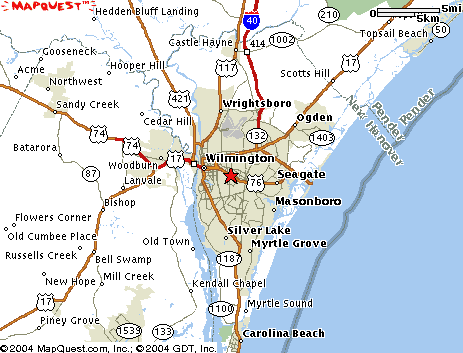 MAPQUEST™
Hedden Bluff Landing
40
210
5mi
5km
50
Topsail Beach
Castle Hayne
414
1002
Gooseneck
117
17
Acme
Hooper Hill
Scotts Hill
Northwest
421
Sandy Creek
Wrightsboro
Pender
Pender
New Hanover
Cedar Hill
Ogden
74
74
132
1403
Batarora
Woodburn
17
Wilmington
87
Lanvale
76
Seagate
Bishop
Masonboro
Flowers Corner
Silver Lake
Old Cumbee Place
Old Town
Myrtle Grove
Russells Creek
Bell Swamp
1187
New Hope
Mill Creek
Kendall Chapel
17
1100
Myrtle Sound
Piney Grove
1533
133
Carolina Beach
©2004 MapQuest.com, Inc.; ©2004 GDT, Inc.